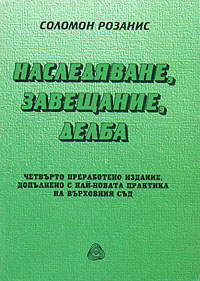 СОЛОМОН РОЗАНИС
НАСЛЕДЯВАНЕ,
ЗАВЕЩАНИЕ,
ДЕЛБА
ЧЕТВЪРТО ПРЕРАБОТЕНО ИЗДАНИЕ,
ДОПЪЛНЕНО С НАЙ-НОВАТА ПРАКТИКА
НА ВЪРХОВНИЯ СЪД